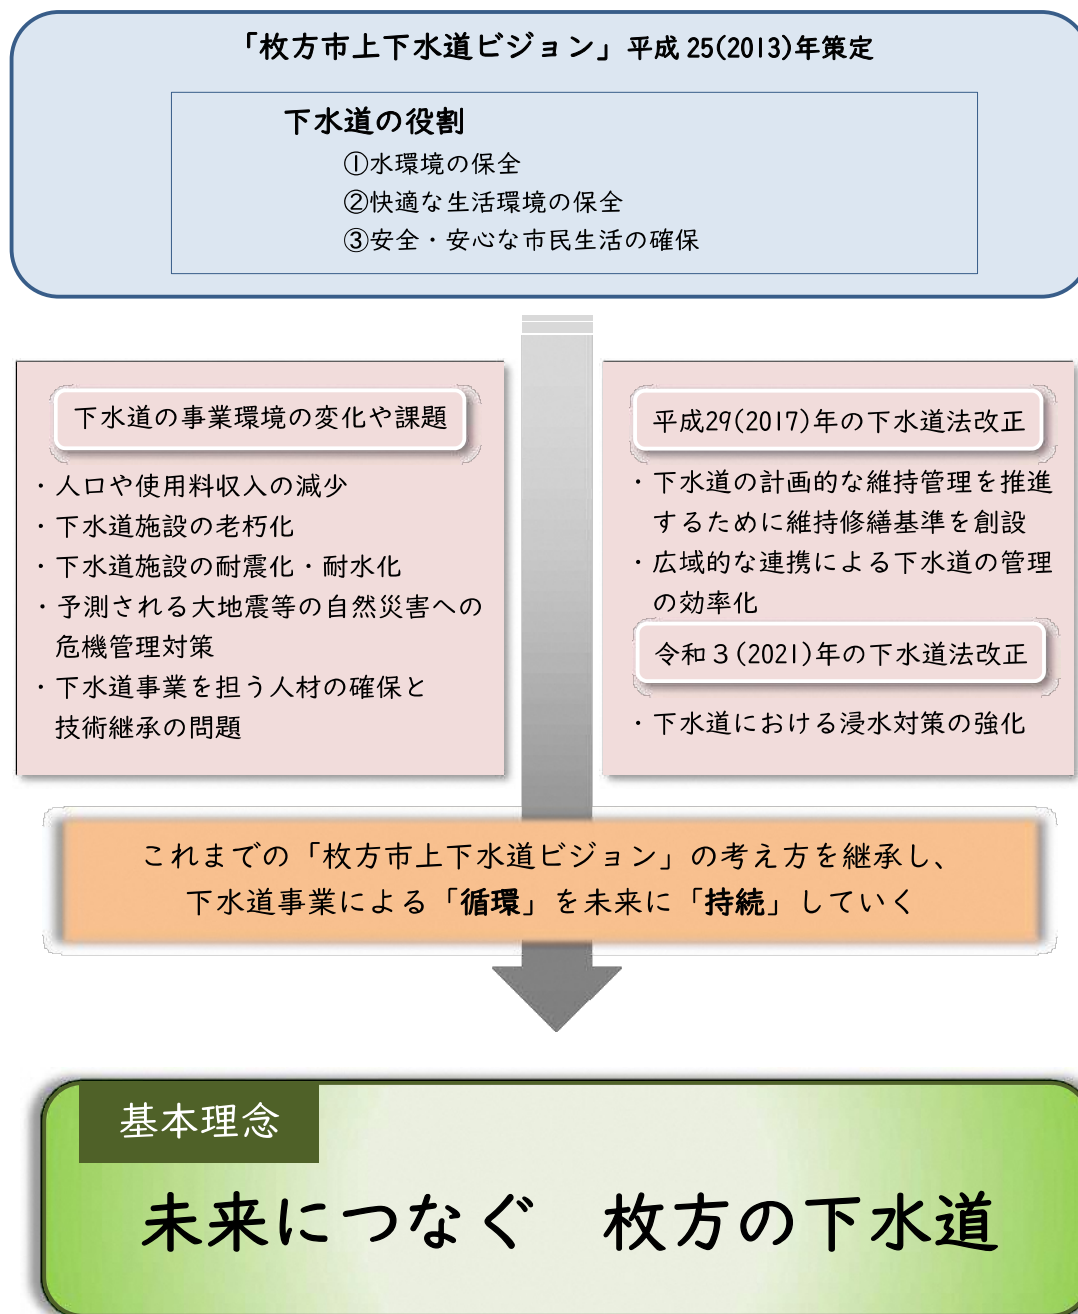 「枚方市上下水道ビジョン」平成 25(2013)年策定
下水道の役割
①水環境の保全
②快適な生活環境の保全
③安全・安心な市民生活の確保
下水道の事業環境の変化や課題
・人口や使用料収入の減少
・下水道施設の老朽化
・下水道施設の耐震化・耐水化
・予測される大地震等の自然災害への
危機管理対策
・下水道事業を担う人材の確保と
技術継承の問題
平成29(2017)年の下水道法改正
・下水道の計画的な維持管理を推進
するために維持修繕基準を創設
・広域的な連携による下水道の管理
の効率化
令和３(2021)年の下水道法改正
・下水道における浸水対策の強化
これまでの「枚方市上下水道ビジョン」の考え方を継承し、
下水道事業による「循環」を未来に「持続」していく
基本理念
未来につなぐ　枚方の下水道